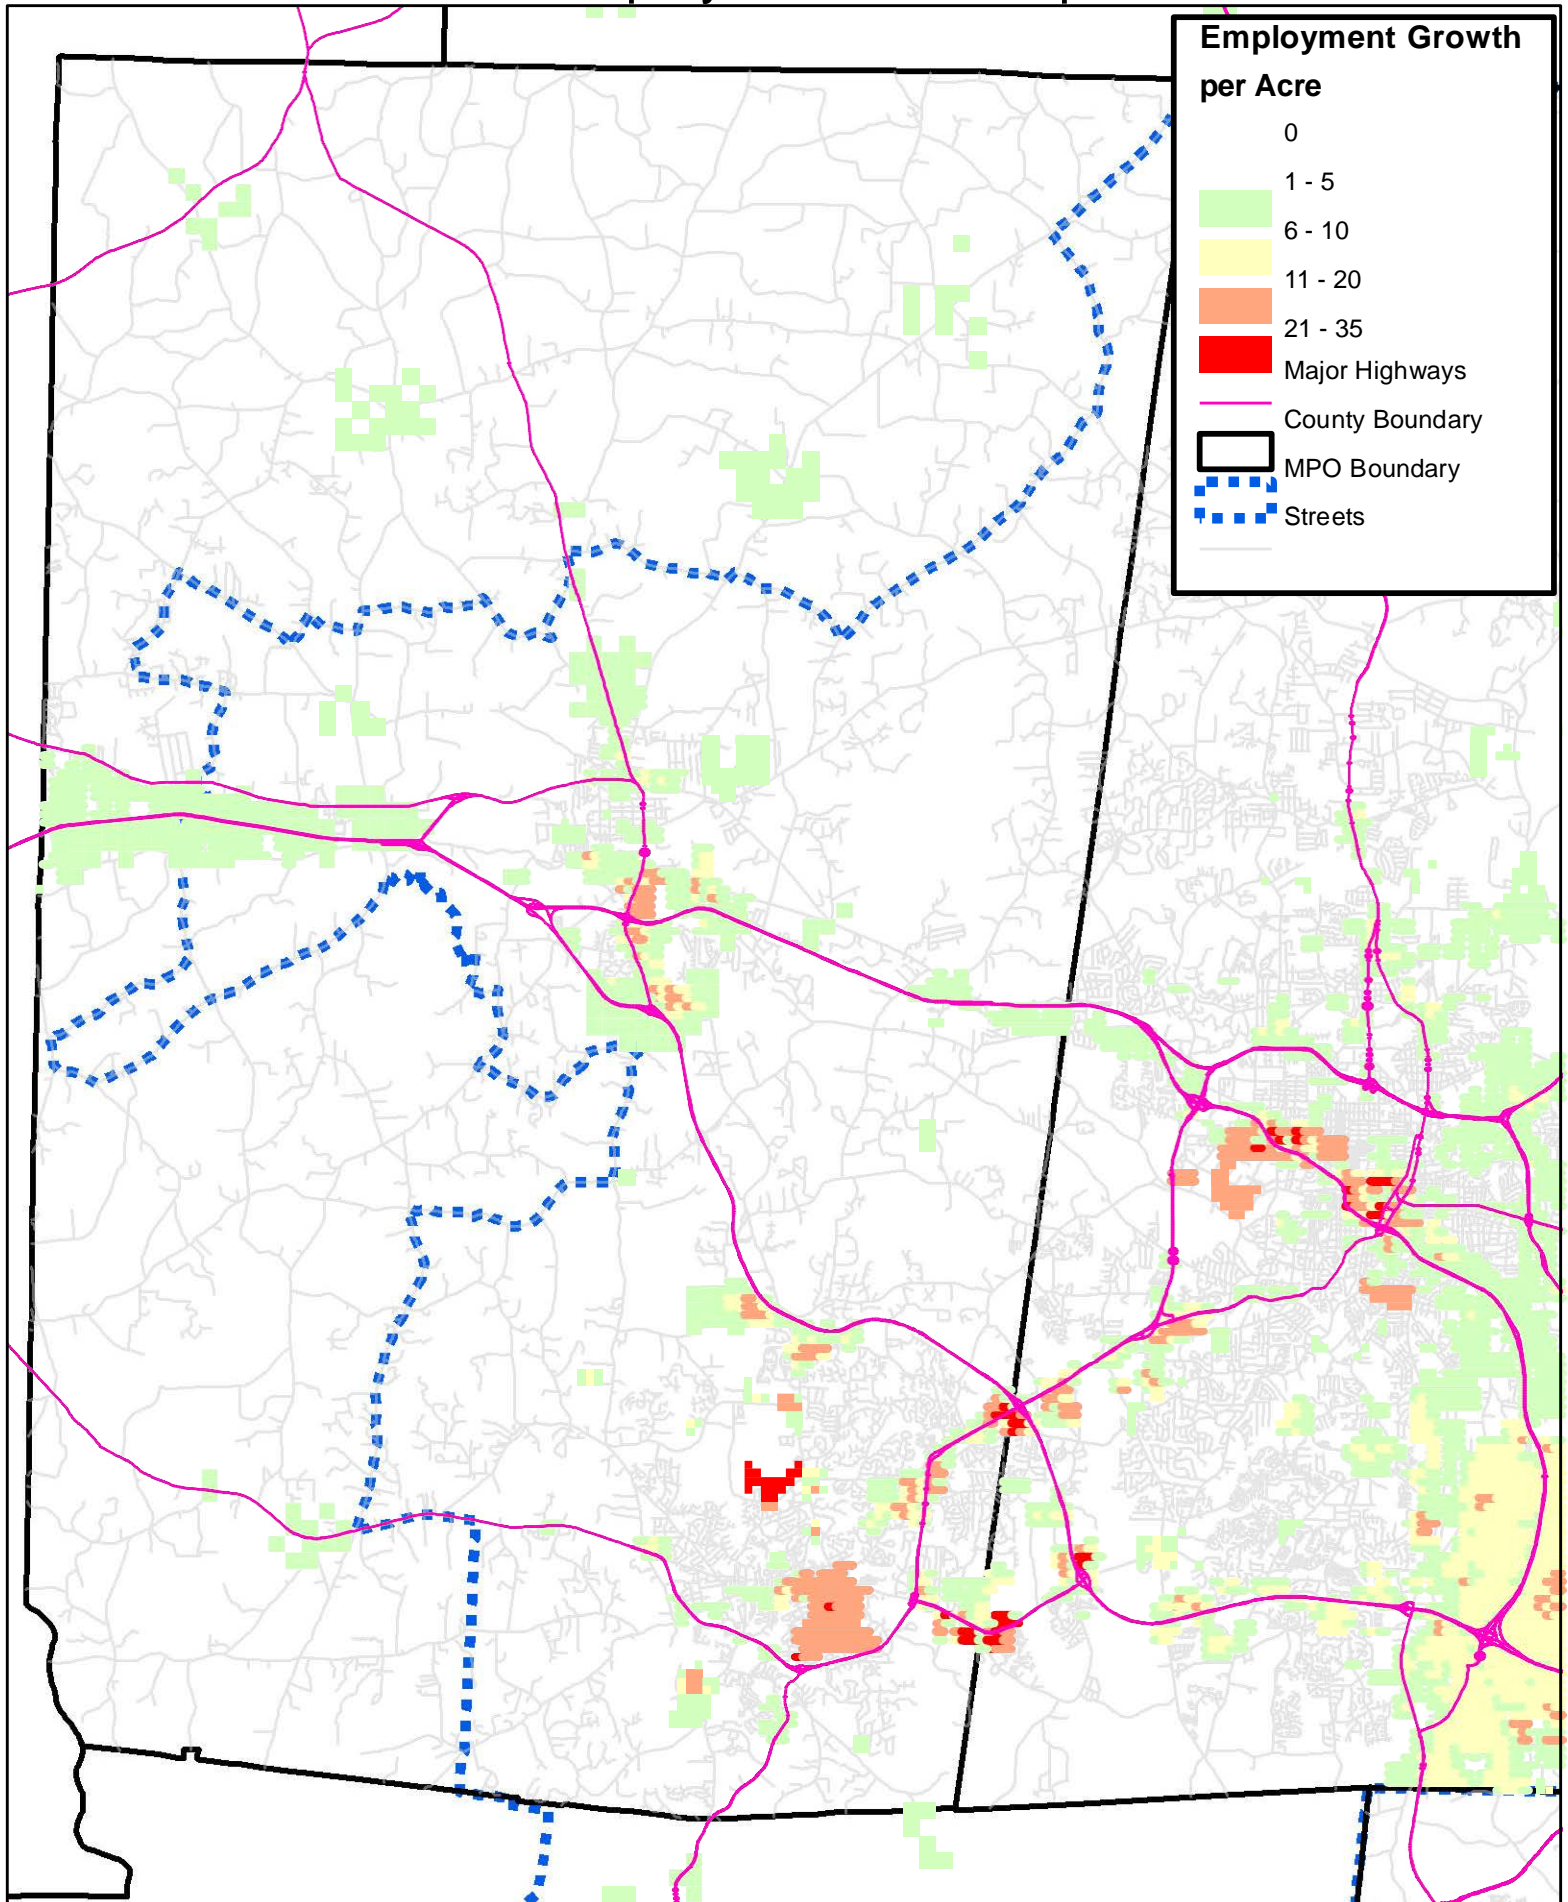 Employment Growth
per Acre
0
1 - 5
6 - 10
11 - 20
21 - 35
Major Highways
County Boundary
MPO Boundary
Streets